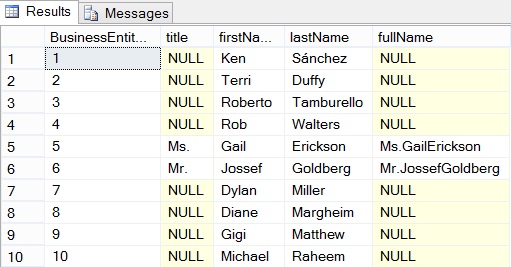 Results Messages
BusinessEntit... title firstNa... lastName fullName
1 1 NULL Ken Sánchez NULL
2 2 NULL Terri Duffy NULL
3 3 NULL Roberto Tamburello NULL
4 4 NULL Rob Walters NULL
5 5 Ms. Gail Erickson Ms.GailErickson
6 6 Mr. Jossef Goldberg Mr.JossefGoldberg
7 7 NULL Dylan Miller NULL
8 8 NULL Diane Margheim NULL
9 9 NULL Gigi Matthew NULL
10 10 NULL Michael Raheem NULL